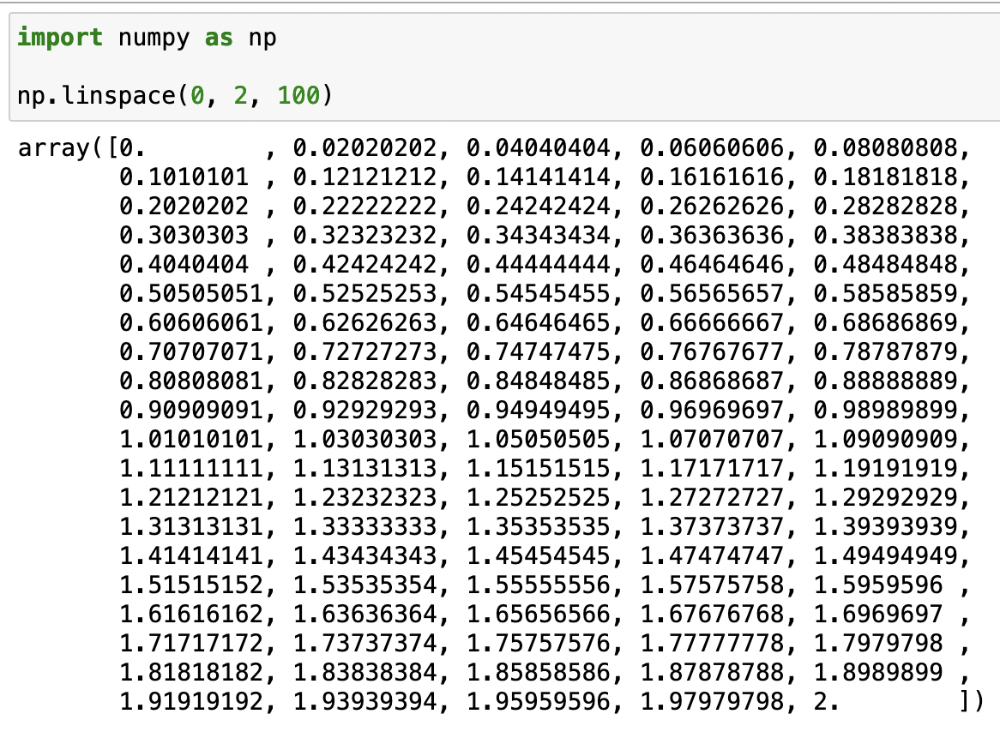 import numpy as np
np.linspace(0, 2, 100)
array([0.        , 0.02020202, 0.04040404, 0.06060606, 0.08080808,
       0.1010101 , 0.12121212, 0.14141414, 0.16161616, 0.18181818,
       0.2020202 , 0.22222222, 0.24242424, 0.26262626, 0.28282828,
       0.3030303 , 0.32323232, 0.34343434, 0.36363636, 0.38383838,
       0.4040404 , 0.42424242, 0.44444444, 0.46464646, 0.48484848,
       0.50505051, 0.52525253, 0.54545455, 0.56565657, 0.58585859,
       0.60606061, 0.62626263, 0.64646465, 0.66666667, 0.68686869,
       0.70707071, 0.72727273, 0.74747475, 0.76767677, 0.78787879,
       0.80808081, 0.82828283, 0.84848485, 0.86868687, 0.88888889,
       0.90909091, 0.92929293, 0.94949495, 0.96969697, 0.98989899,
       1.01010101, 1.03030303, 1.05050505, 1.07070707, 1.09090909,
       1.11111111, 1.13131313, 1.15151515, 1.17171717, 1.19191919,
       1.21212121, 1.23232323, 1.25252525, 1.27272727, 1.29292929,
       1.31313131, 1.33333333, 1.35353535, 1.37373737, 1.39393939,
       1.41414141, 1.43434343, 1.45454545, 1.47474747, 1.49494949,
       1.51515152, 1.53535354, 1.55555556, 1.57575758, 1.5959596 ,
       1.61616162, 1.63636364, 1.65656566, 1.67676768, 1.6969697 ,
       1.71717172, 1.73737374, 1.75757576, 1.77777778, 1.7979798 ,
       1.81818182, 1.83838384, 1.85858586, 1.87878788, 1.8989899 ,
       1.91919192, 1.93939394, 1.95959596, 1.97979798, 2.        ])